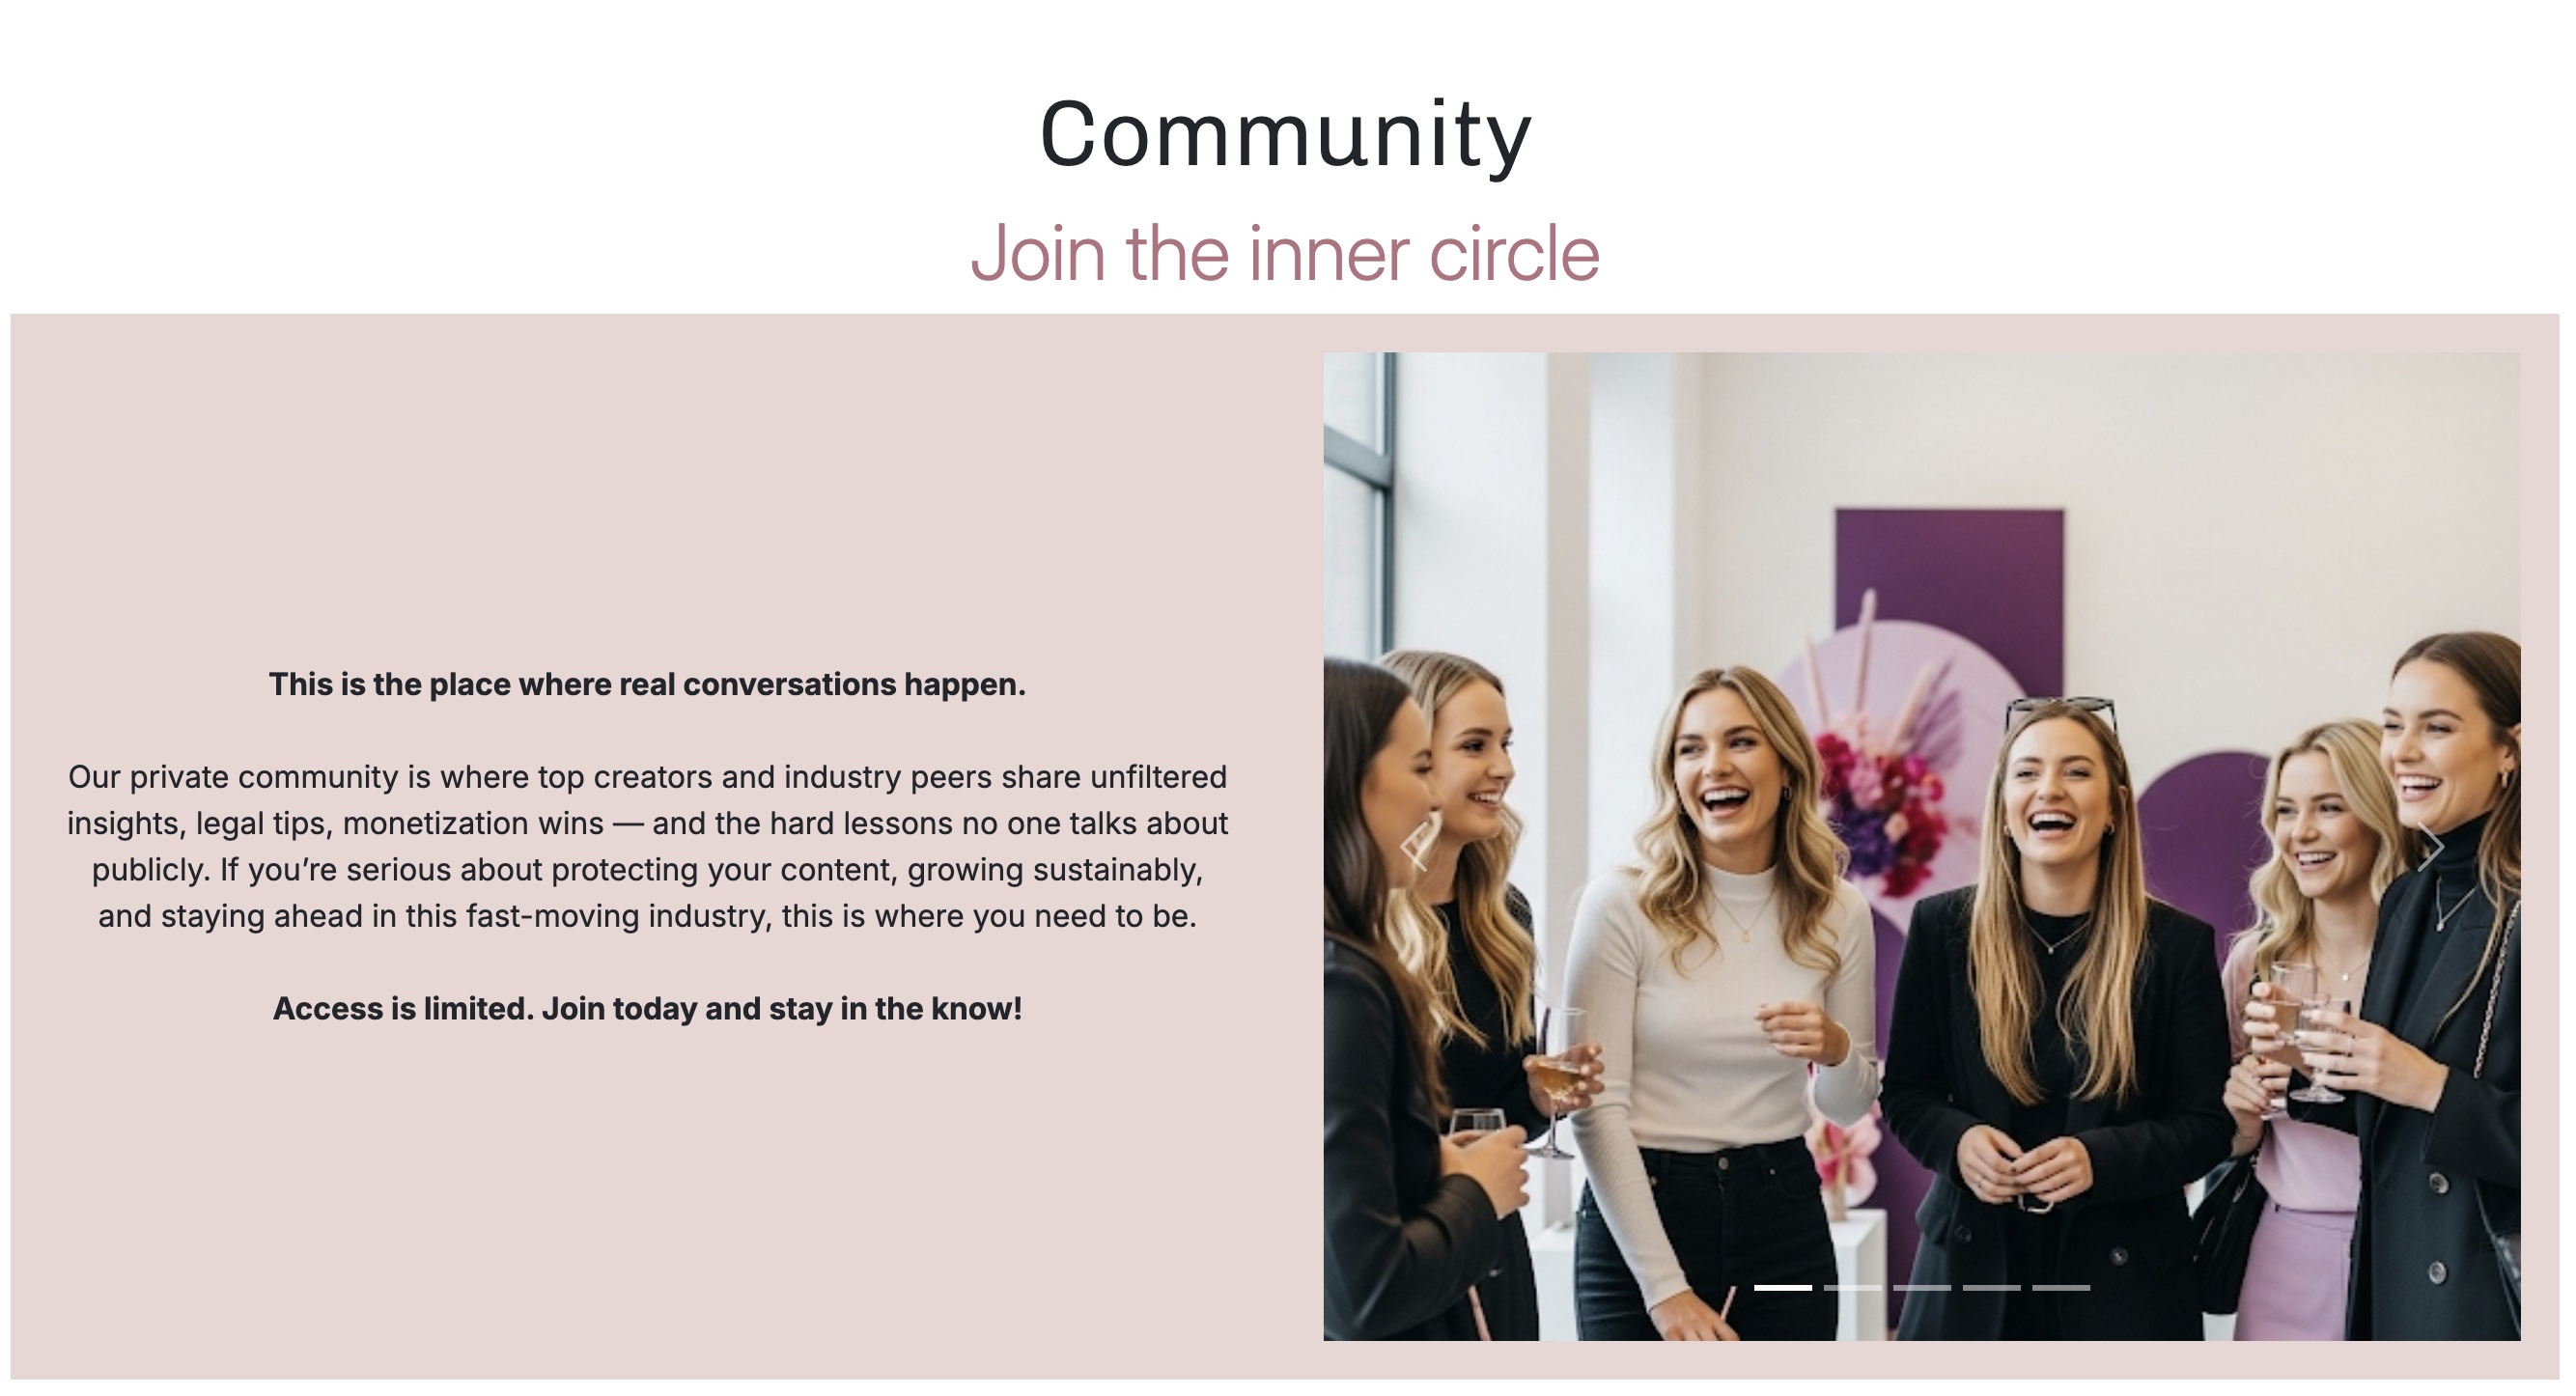 Community
Join the inner circle
This is the place where real conversations happen.
Our private community is where top creators and industry peers share unfiltered
insights, legal tips, monetization wins — and the hard lessons no one talks about
publicly. If you’re serious about protecting your content, growing sustainably,
and staying ahead in this fast-moving industry, this is where you need to be.
Access is limited. Join today and stay in the know!